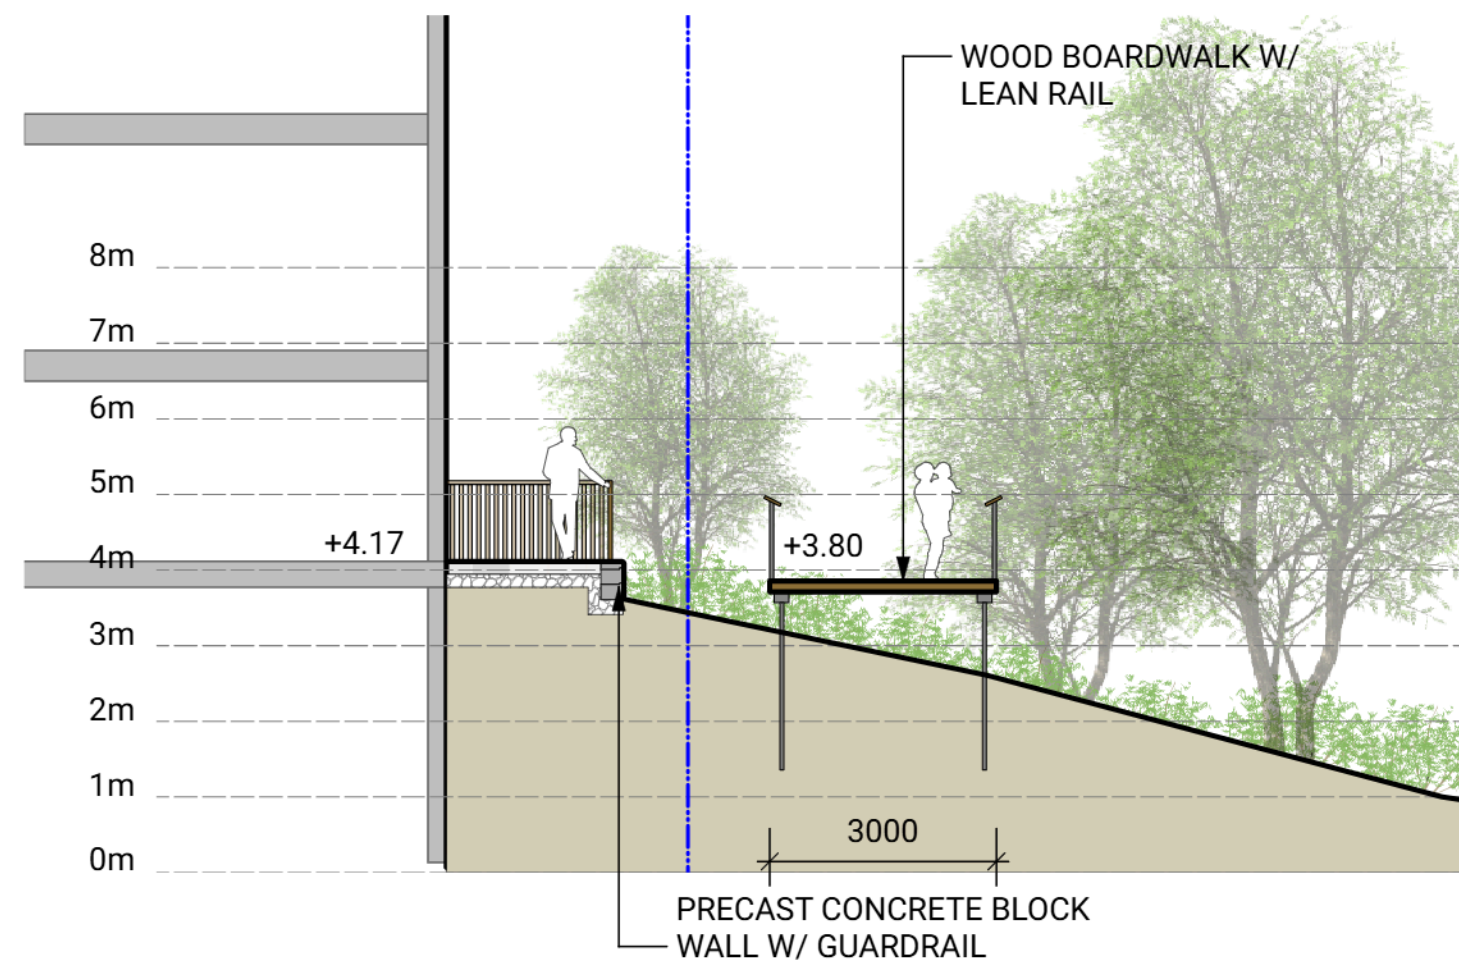 WOOD BOARDWALK W/
LEAN RAIL
8m
7m
6m
5m
+4.17
+3.80
4m
3m
2m
1m
3000
0m
PRECAST CONCRETE BLOCK
WALL W/ GUARDRAIL